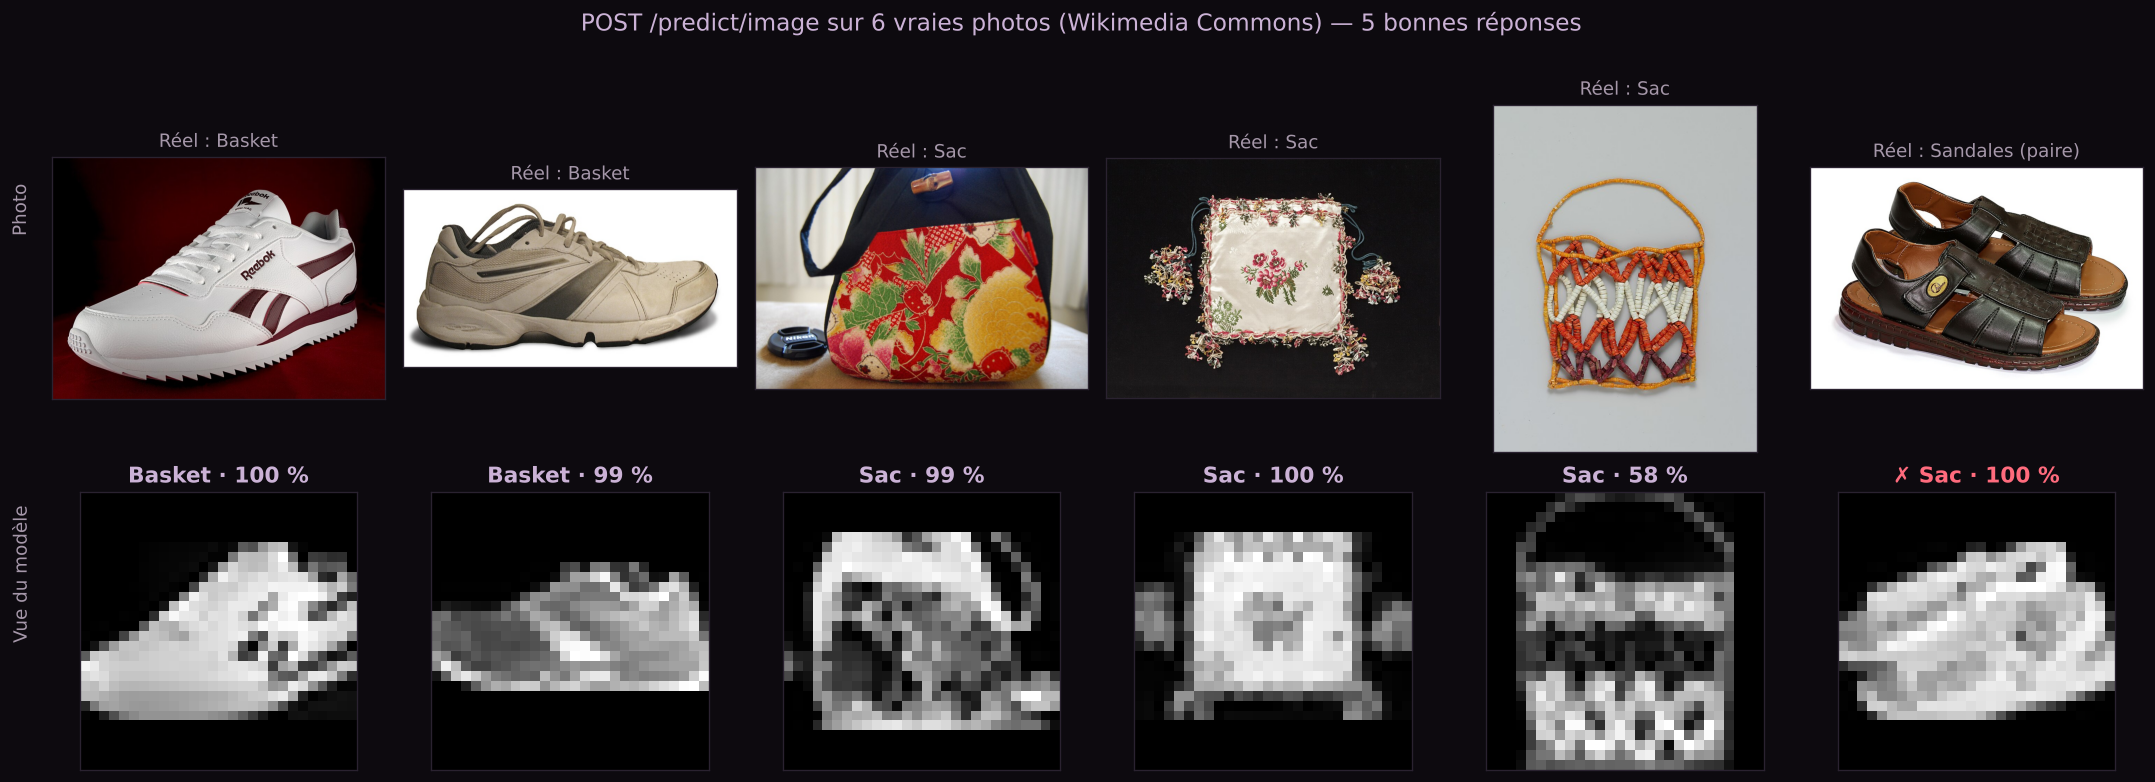 POST /predict/image sur 6 vraies photos (Wikimedia Commons) — 5 bonnes réponses
Photo
Réel : Basket
Réel : Basket
Réel : Sac
Réel : Sac
Réel : Sac
Réel : Sandales (paire)
Reebok
Reebok
Nikon
Vue du modèle
Basket · 100 %
Basket · 99 %
Sac · 99 %
Sac · 100 %
Sac · 58 %
✗ Sac · 100 %